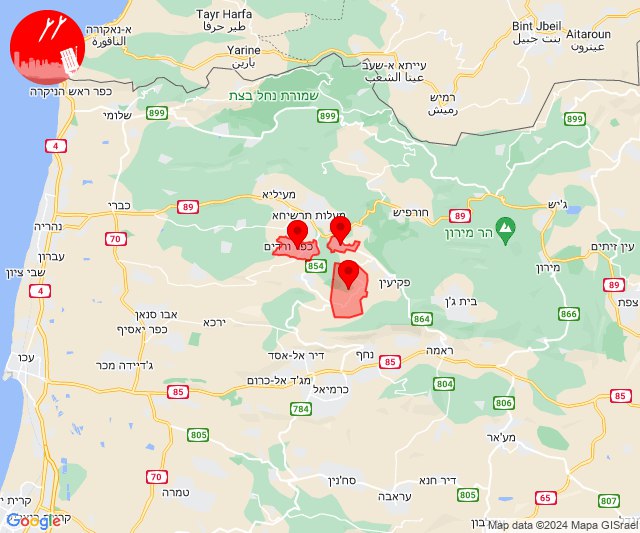 Tayr Harfa
طير حرفا
א-נאקורה
الناقورة
Yarine
يارين
Bint Jbeil
بنت جبيل
Aitaroun
عيترون
עייתא א-שעב
عيتا الشعب
רמיש
رميش
כפר ראש הניקרה
שמורת נחל בצת
899
899
899
שלומי
4
עברון
מעיליא
89
כברי
מעלות תרשיחא
חורפיש
89
ג'יש
נהריה
70
הר מירון
כפר ורדים
עין זיתים
שבי ציון
854
מירון
4
פקיעין
89
צפת
בית ג'ן
אבו סנאן
ירכא
כפר יאסיף
864
866
עכו
דיר אל-אסד
נחף
ראמה
ג'דיידה מכר
85
מג'ד אל-כרום
כרמיאל
804
85
85
806
784
805
מע'אר
70
סח'נין
דיר חנא
טמרה
עראבה
805
65
807
קרית ים
Google
Map data ©2024 Mapa GISrael